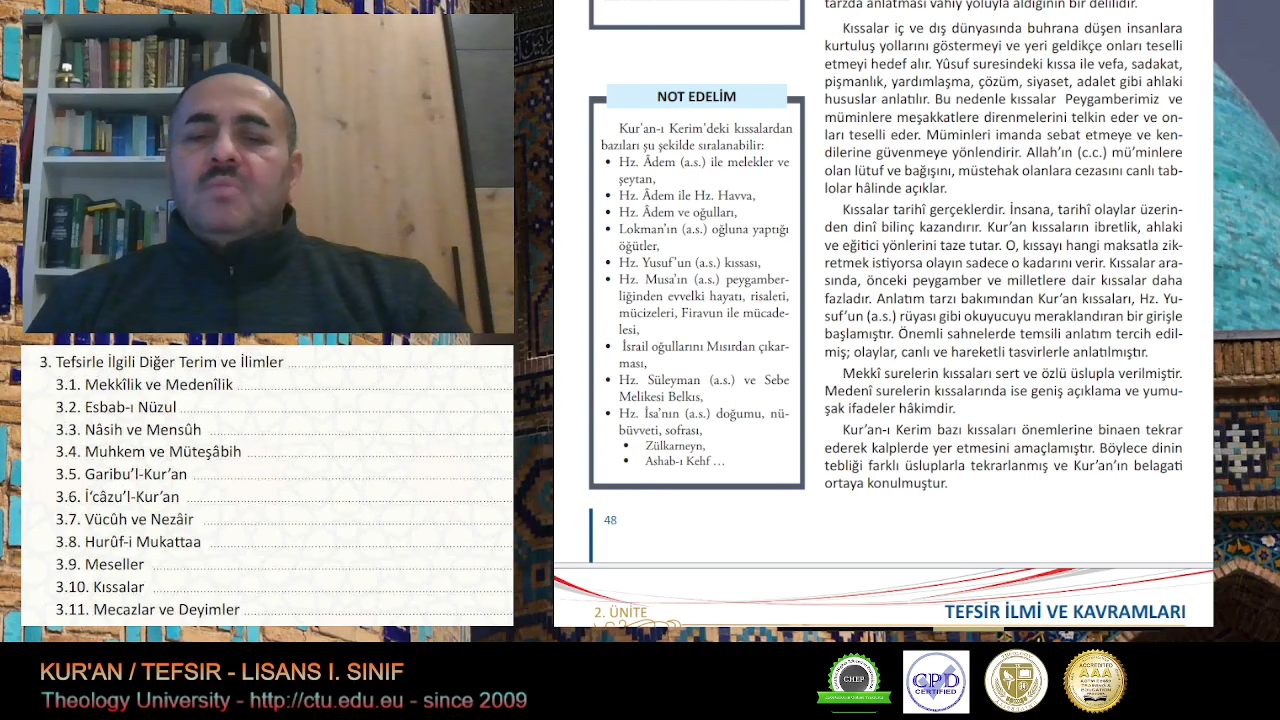 3. Tefsirle İlgili Diğer Terim ve İlimler
3.1. Mekkîlik ve Medenîlik
3.2. Esbab-ı Nüzul
3.3. Nâsih ve Mensûh
3.4. Muhkem ve Müteşâbih
3.5. Garibu'l-Kur'an
3.6. İ'câzu'l-Kur'an
3.7. Vücûh ve Nezâir
3.8. Hurûf-i Mukattaa
3.9. Meseller
3.10. Kıssalar
3.11. Mecazlar ve Deyimler
NOT EDELİM
Kur'an-ı Kerim'deki kıssalardan
bazıları şu şekilde sıralanabilir:
• Hz. Âdem (a.s.) ile melekler ve
şeytan,
• Hz. Âdem ile Hz. Havva,
• Hz. Âdem ve oğulları,
• Lokman'ın (a.s.) oğluna yaptığı
öğütler,
• Hz. Yusuf'un (a.s.) kıssası,
• Hz. Musa'ın (a.s.) peygamber-
liğinden evvelki hayatı, risaleti,
mücizeleri, Firavun ile mücade-
lesi,
• İsrail oğullarını Mısırdan çıkar-
ması,
• Hz. Süleyman (a.s.) ve Sebe
Melikesi Belkıs,
• Hz. İsa'nın (a.s.) doğumu, nü-
büvveti, sofrası,
• Zülkarneyn,
• Ashab-ı Kehf …
48
tarzda anlatması vahiy yoluyla aldığının bir delilidir.
Kıssalar iç ve dış dünyasında buhrana düşen insanlara
kurtuluş yollarını göstermeyi ve yeri geldikçe onları teselli
etmeyi hedef alır. Yûsuf suresindeki kıssa ile vefa, sadakat,
pişmanlık, yardımlaşma, çözüm, siyaset, adalet gibi ahlaki
hususlar anlatılır. Bu nedenle kıssalar Peygamberimiz ve
müminlere meşakkatlere direnmelerini telkin eder ve on-
ları teselli eder. Müminleri imanda sebat etmeye ve ken-
dilerine güvenmeye yönlendirir. Allah'ın (c.c.) mü'minlere
olan lütuf ve bağışını, müstehak olanlara cezasını canlı tab-
lolar hâlinde açıklar.
Kıssalar tarihî gerçeklerdir. İnsana, tarihî olaylar üzerin-
den dinî bilinç kazandırır. Kur'an kıssaların ibretlik, ahlaki
ve eğitici yönlerini taze tutar. O, kıssayı hangi maksatla zik-
retmek istiyorsa olayın sadece o kadarını verir. Kıssalar ara-
sında, önceki peygamber ve milletlere dair kıssalar daha
fazladır. Anlatım tarzı bakımından Kur'an kıssaları, Hz. Yu-
suf'un (a.s.) rüyası gibi okuyucuyu meraklandıran bir girişle
başlamıştır. Önemli sahnelerde temsili anlatım tercih edil-
miş; olaylar, canlı ve hareketli tasvirlerle anlatılmıştır.
Mekkî surelerin kıssaları sert ve özlü üslupla verilmiştir.
Medenî surelerin kıssalarında ise geniş açıklama ve yumu-
şak ifadeler hâkimdir.
Kur'an-ı Kerim bazı kıssaları önemlerine binaen tekrar
ederek kalplerde yer etmesini amaçlamıştır. Böylece dinin
tebliği farklı üsluplarla tekrarlanmış ve Kur'an'ın belagati
ortaya konulmuştur.
2. ÜNİTE
TEFSİR İLMİ VE KAVRAMLARI
KUR'AN / TEFSIR - LISANS I. SINIF
Theology University - http://ctu.edu.eu - since 2009
CHEP
CPD
CERTIFIED
ACCREDITED
AAA